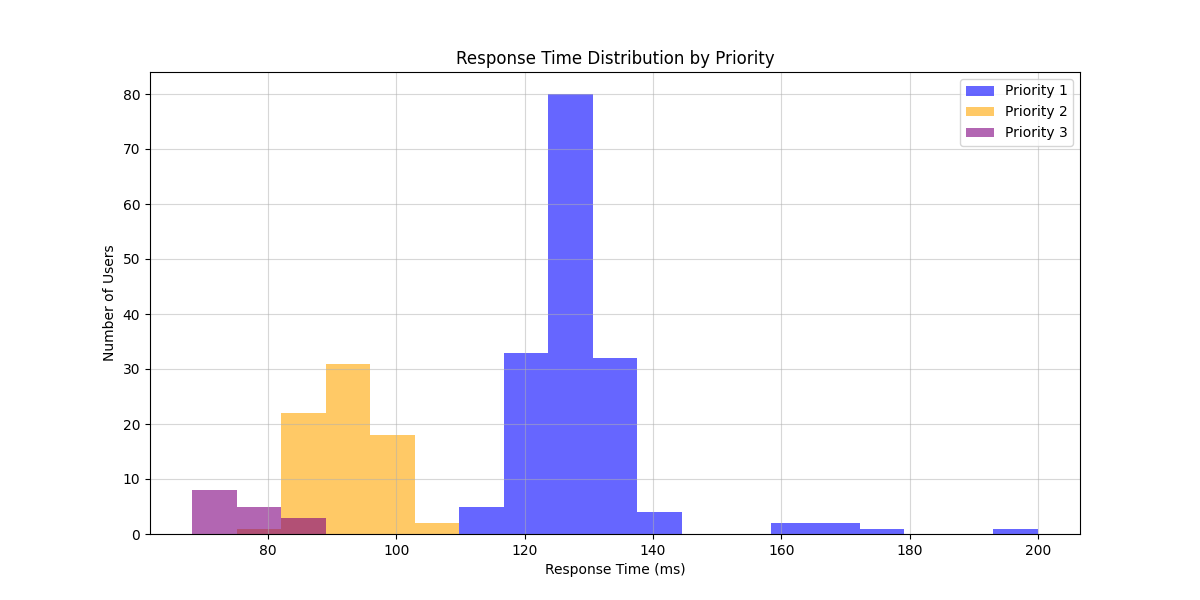 Response Time Distribution by Priority
Priority 1
Priority 2
Priority 3
80
70
60
50
40
30
20
10
0
Number of Users
80 100 120 140 160 180 200
Response Time (ms)